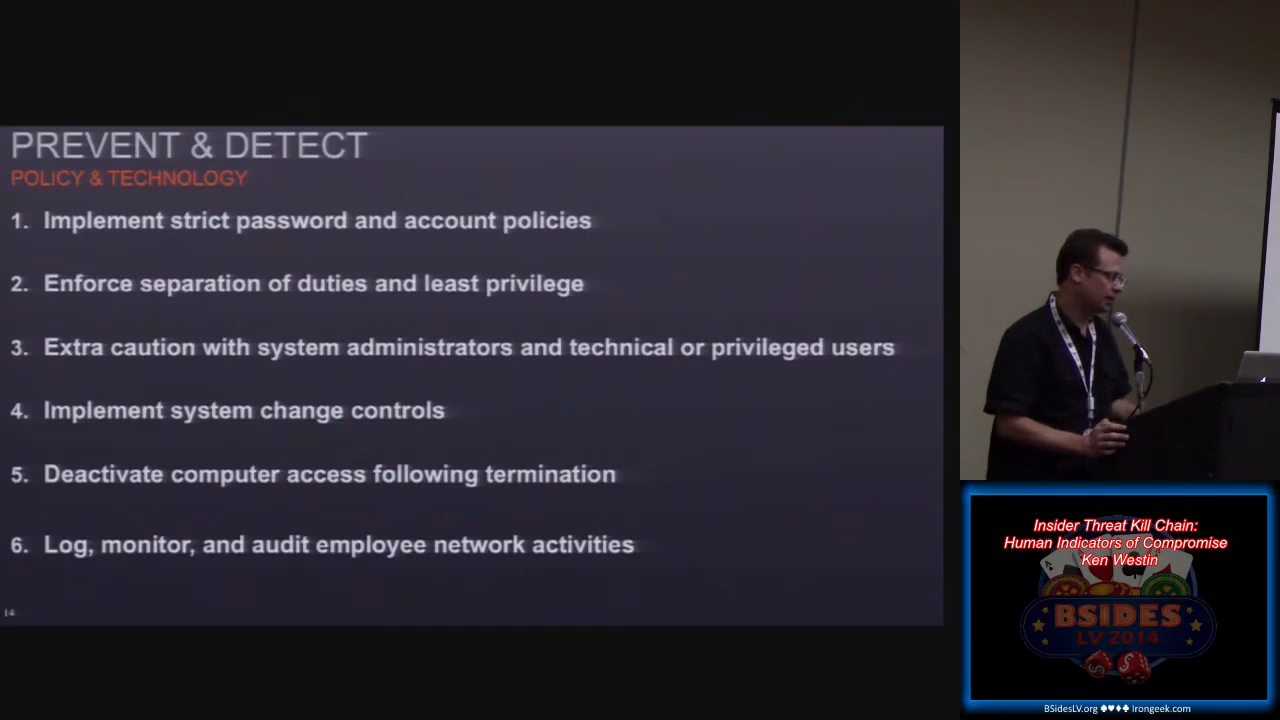 PREVENT & DETECT
POLICY & TECHNOLOGY
1. Implement strict password and account policies
2. Enforce separation of duties and least privilege
3. Extra caution with system administrators and technical or privileged users
4. Implement system change controls
5. Deactivate computer access following termination
6. Log, monitor, and audit employee network activities
14
Insider Threat Kill Chain:
Human Indicators of Compromise
Ken Westin
BSIDES
LV 2014
BSidesLV.org ♠♥♦♣ Irongeek.com